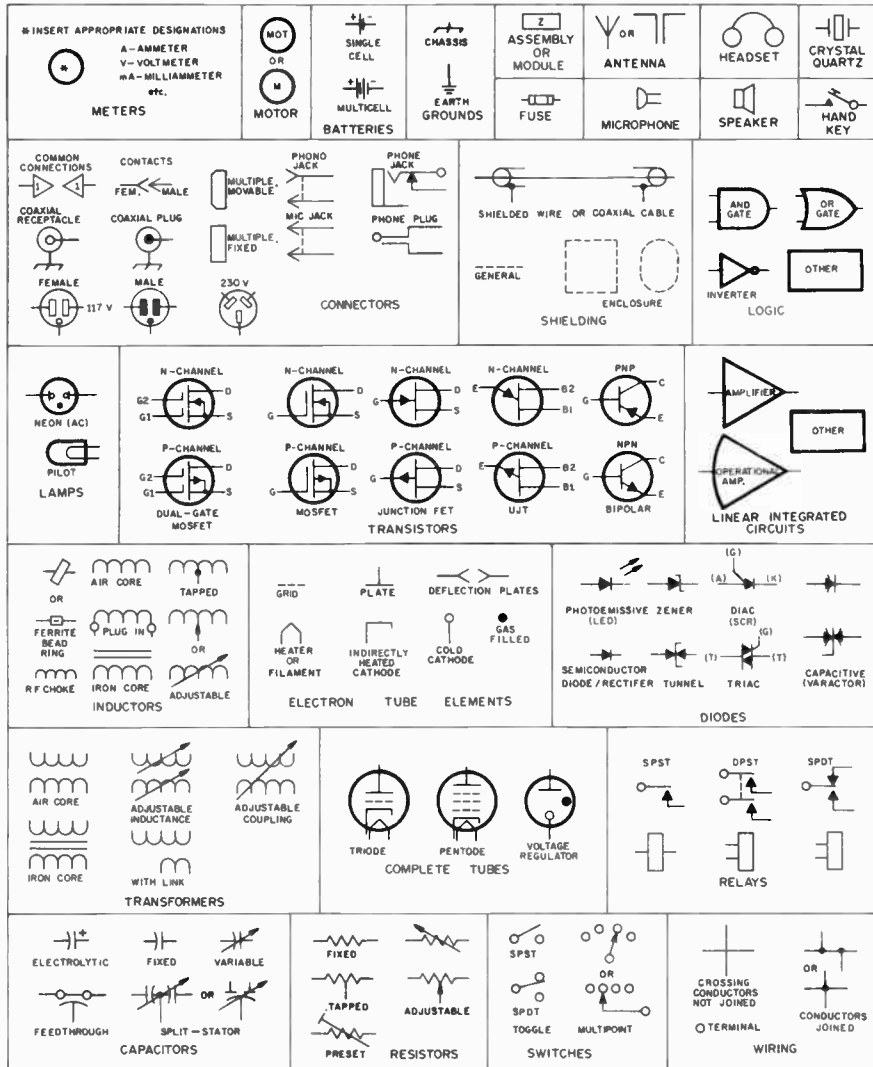 *INSERT APPROPRIATE DESIGNATIONS
*
A-AMMETER
V-VOLTMETER
mA-MILLIAMMETER
etc.
METERS
MOT
OR
M
MOTOR
+ -
SINGLE
CELL
+ -
MULTICELL
BATTERIES
CHASSIS
EARTH
GROUNDS
Z
ASSEMBLY
OR
MODULE
OR
ANTENNA
HEADSET
CRYSTAL
QUARTZ
FUSE
MICROPHONE
SPEAKER
HAND
KEY
COMMON
CONNECTIONS
1 1
CONTACTS
FEM. MALE
COAXIAL
RECEPTACLE
COAXIAL PLUG
FEMALE
117 V
MALE
230 V
MULTIPLE,
MOVABLE
MULTIPLE,
FIXED
PHONO
JACK
MIC JACK
PHONE
JACK
PHONE PLUG
CONNECTORS
SHIELDED WIRE OR COAXIAL CABLE
GENERAL
ENCLOSURE
SHIELDING
AND
GATE
OR
GATE
INVERTER
OTHER
LOGIC
NEON (AC)
PILOT
LAMPS
N-CHANNEL
G2
G1
D
S
N-CHANNEL
G
D
S
N-CHANNEL
G
D
S
N-CHANNEL
E
B2
B1
PNP
G
C
E
P-CHANNEL
G2
G1
D
S
DUAL-GATE
MOSFET
P-CHANNEL
G
D
S
MOSFET
P-CHANNEL
G
D
S
JUNCTION FET
P-CHANNEL
E
B2
B1
UJT
NPN
G
C
E
BIPOLAR
TRANSISTORS
AMPLIFIER
OTHER
OPERATIONAL
AMP.
LINEAR INTEGRATED
CIRCUITS
OR
FERRITE
BEAD
RING
RF CHOKE
AIR CORE
PLUG IN
IRON CORE
TAPPED
OR
ADJUSTABLE
INDUCTORS
GRID
PLATE
DEFLECTION PLATES
HEATER
OR
FILAMENT
INDIRECTLY
HEATED
CATHODE
COLD
CATHODE
GAS
FILLED
ELECTRON TUBE ELEMENTS
PHOTOEMISSIVE
(LED)
ZENER
(G)
(A) (K)
DIAC
(SCR)
SEMICONDUCTOR
DIODE/RECTIFER
TUNNEL
(G)
(T) (T)
TRIAC
CAPACITIVE
(VARACTOR)
DIODES
AIR CORE
IRON CORE
ADJUSTABLE
INDUCTANCE
WITH LINK
ADJUSTABLE
COUPLING
TRANSFORMERS
TRIODE
PENTODE
VOLTAGE
REGULATOR
COMPLETE TUBES
SPST
DPST
SPDT
RELAYS
+
ELECTROLYTIC
FIXED
VARIABLE
FEEDTHROUGH
OR
SPLIT-STATOR
CAPACITORS
FIXED
TAPPED
ADJUSTABLE
PRESET
RESISTORS
SPST
SPDT
TOGGLE
OR
MULTIPOINT
SWITCHES
CROSSING
CONDUCTORS
NOT JOINED
TERMINAL
OR
CONDUCTORS
JOINED
WIRING